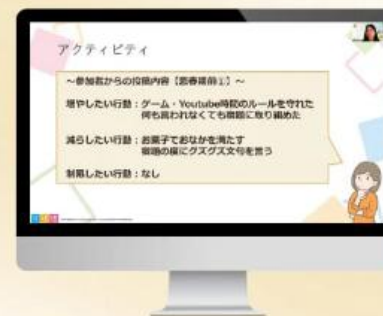 アクティビティ
～参加者からの投稿内容【思春期前①】～
増やしたい行動：ゲーム・Youtube時間のルールを守れた
何も言われなくても宿題に取り組めた
減らしたい行動：お菓子でおなかを満たす
宿題の度にグズグズ文句を言う
制限したい行動：なし